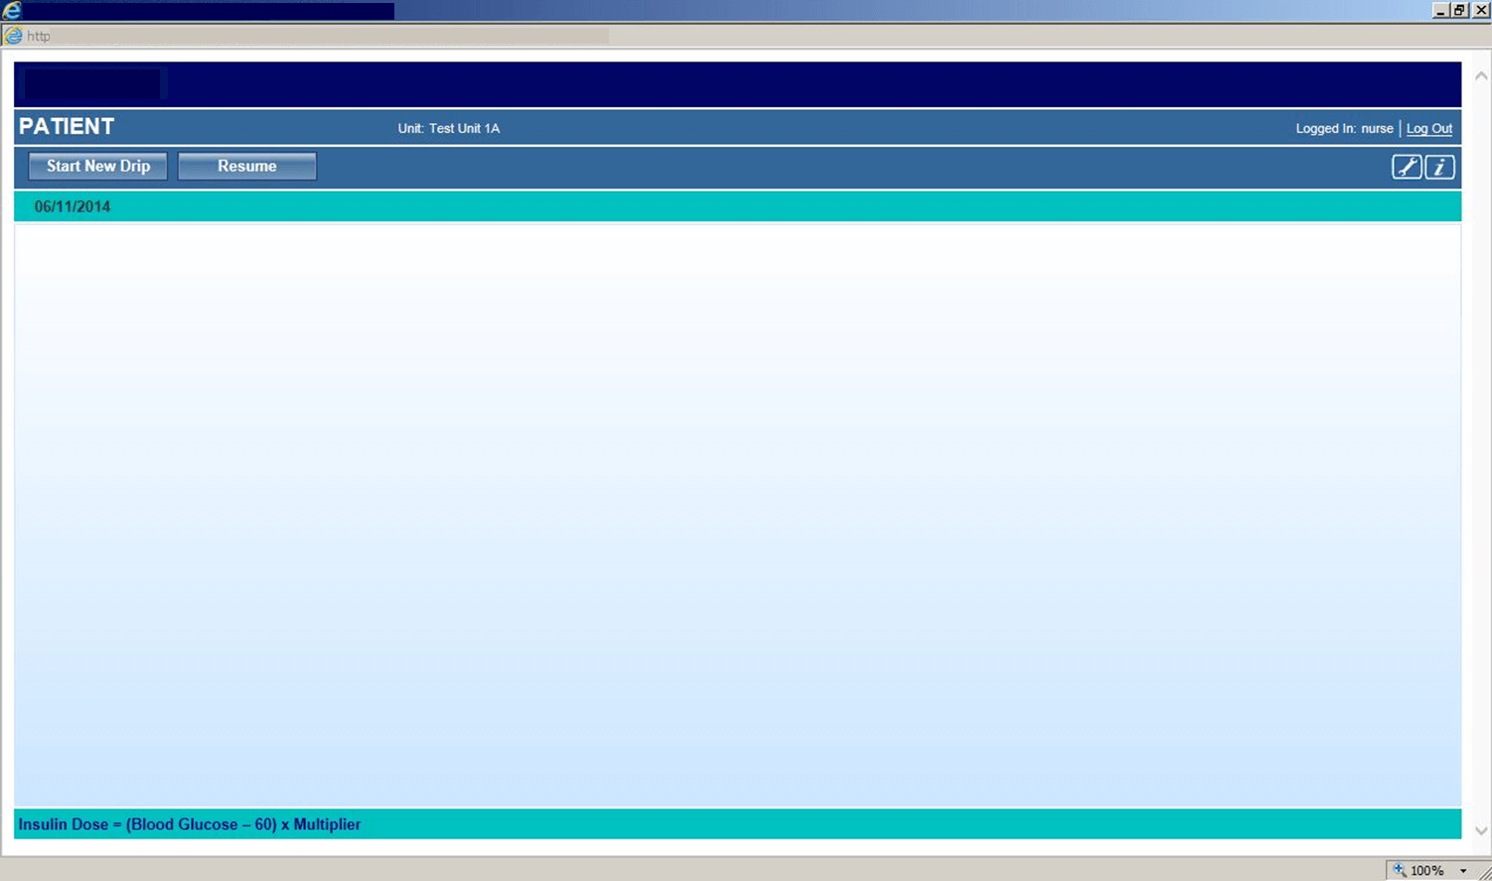 http
PATIENT Unit: Test Unit 1A Logged In: nurse | Log Out
Start New Drip Resume
06/11/2014
Insulin Dose = (Blood Glucose – 60) x Multiplier
100%